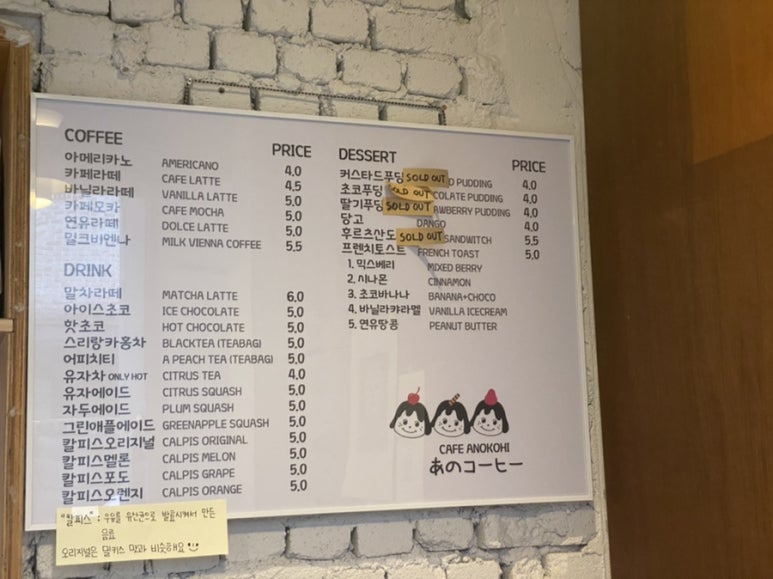 COFFEE PRICE
아메리카노 AMERICANO 4.0
카페라떼 CAFE LATTE 4.5
바닐라라떼 VANILLA LATTE 5.0
카페모카 CAFE MOCHA 5.0
연유라떼 DOLCE LATTE 5.0
밀크비엔나 MILK VIENNA COFFEE 5.5
DRINK
말차라떼 MATCHA LATTE 6.0
아이스초코 ICE CHOCOLATE 5.0
핫초코 HOT CHOCOLATE 5.0
스리랑카홍차 BLACKTEA (TEABAG) 5.0
어피치티 A PEACH TEA (TEABAG) 5.0
유자차 ONLY HOT CITRUS TEA 4.0
유자에이드 CITRUS SQUASH 5.0
자두에이드 PLUM SQUASH 5.0
그린애플에이드 GREENAPPLE SQUASH 5.0
칼피스오리지널 CALPIS ORIGINAL 5.0
칼피스멜론 CALPIS MELON 5.0
칼피스포도 CALPIS GRAPE 5.0
칼피스오렌지 CALPIS ORANGE 5.0
DESSERT PRICE
커스타드푸딩 SOLD OUT PUDDING 4.0
초코푸딩 SOLD OUT COLATE PUDDING 4.0
딸기푸딩 SOLD OUT AWBERRY PUDDING 4.0
당고 DANGO 4.0
후르츠산도 SOLD OUT SANDWITCH 5.5
프렌치토스트 FRENCH TOAST 5.0
1. 믹스베리 MIXED BERRY
2. 시나몬 CINNAMON
3. 초코바나나 BANANA+CHOCO
4. 바닐라캬라멜 VANILLA ICECREAM
5. 연유땅콩 PEANUT BUTTER
CAFE ANOKOHI
あのコーヒー
"칼피스" : 우유를 유산균으로 발효시켜서 만든
음료
오리지널은 밀키스 맛과 비슷해요